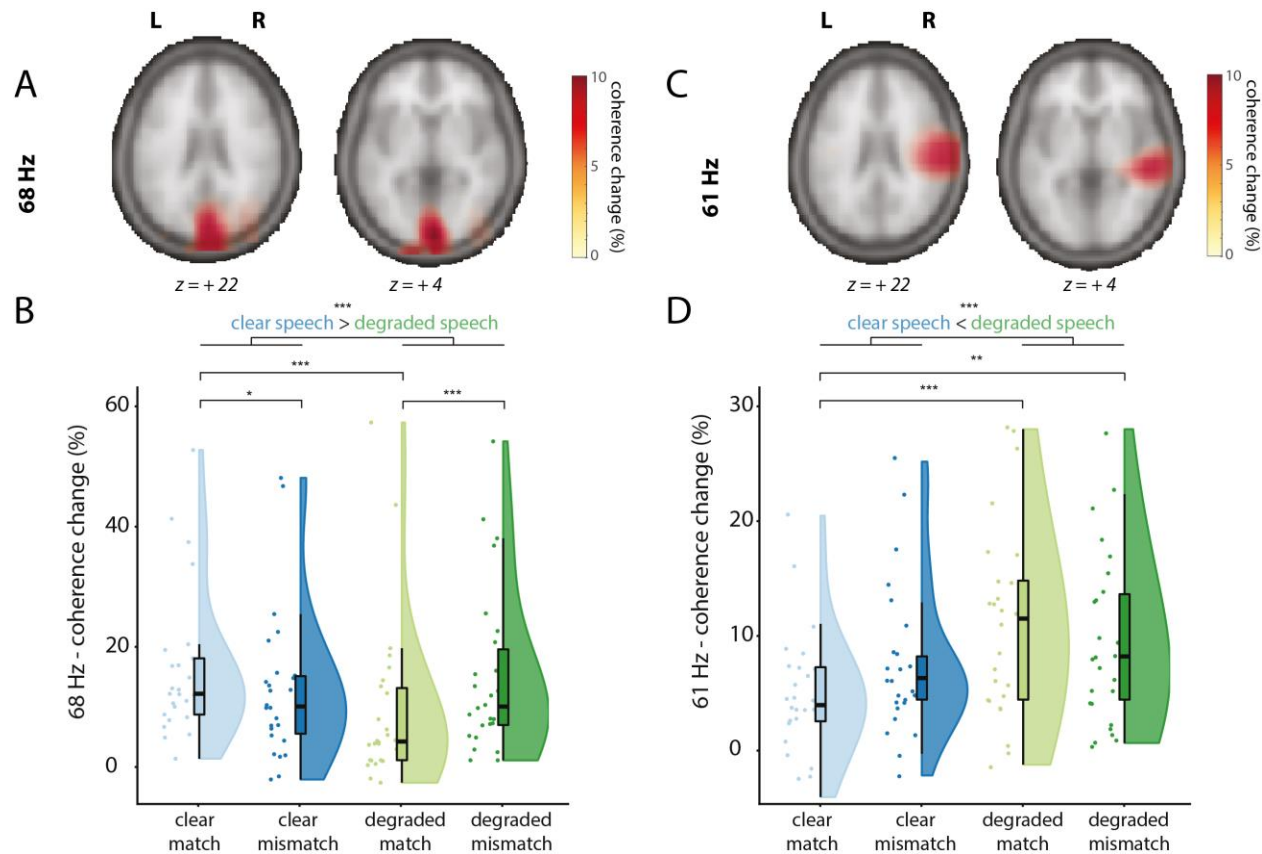 L R
A
68 Hz
10
5
0
coherence change (%)
z = + 22
z = + 4
B
***
clear speech > degraded speech
***
*
***
68 Hz - coherence change (%)
60
40
20
0
clear
match
clear
mismatch
degraded
match
degraded
mismatch
L R
C
61 Hz
10
5
0
coherence change (%)
z = + 22
z = + 4
D
***
clear speech < degraded speech
**
***
61 Hz - coherence change (%)
30
20
10
0
clear
match
clear
mismatch
degraded
match
degraded
mismatch